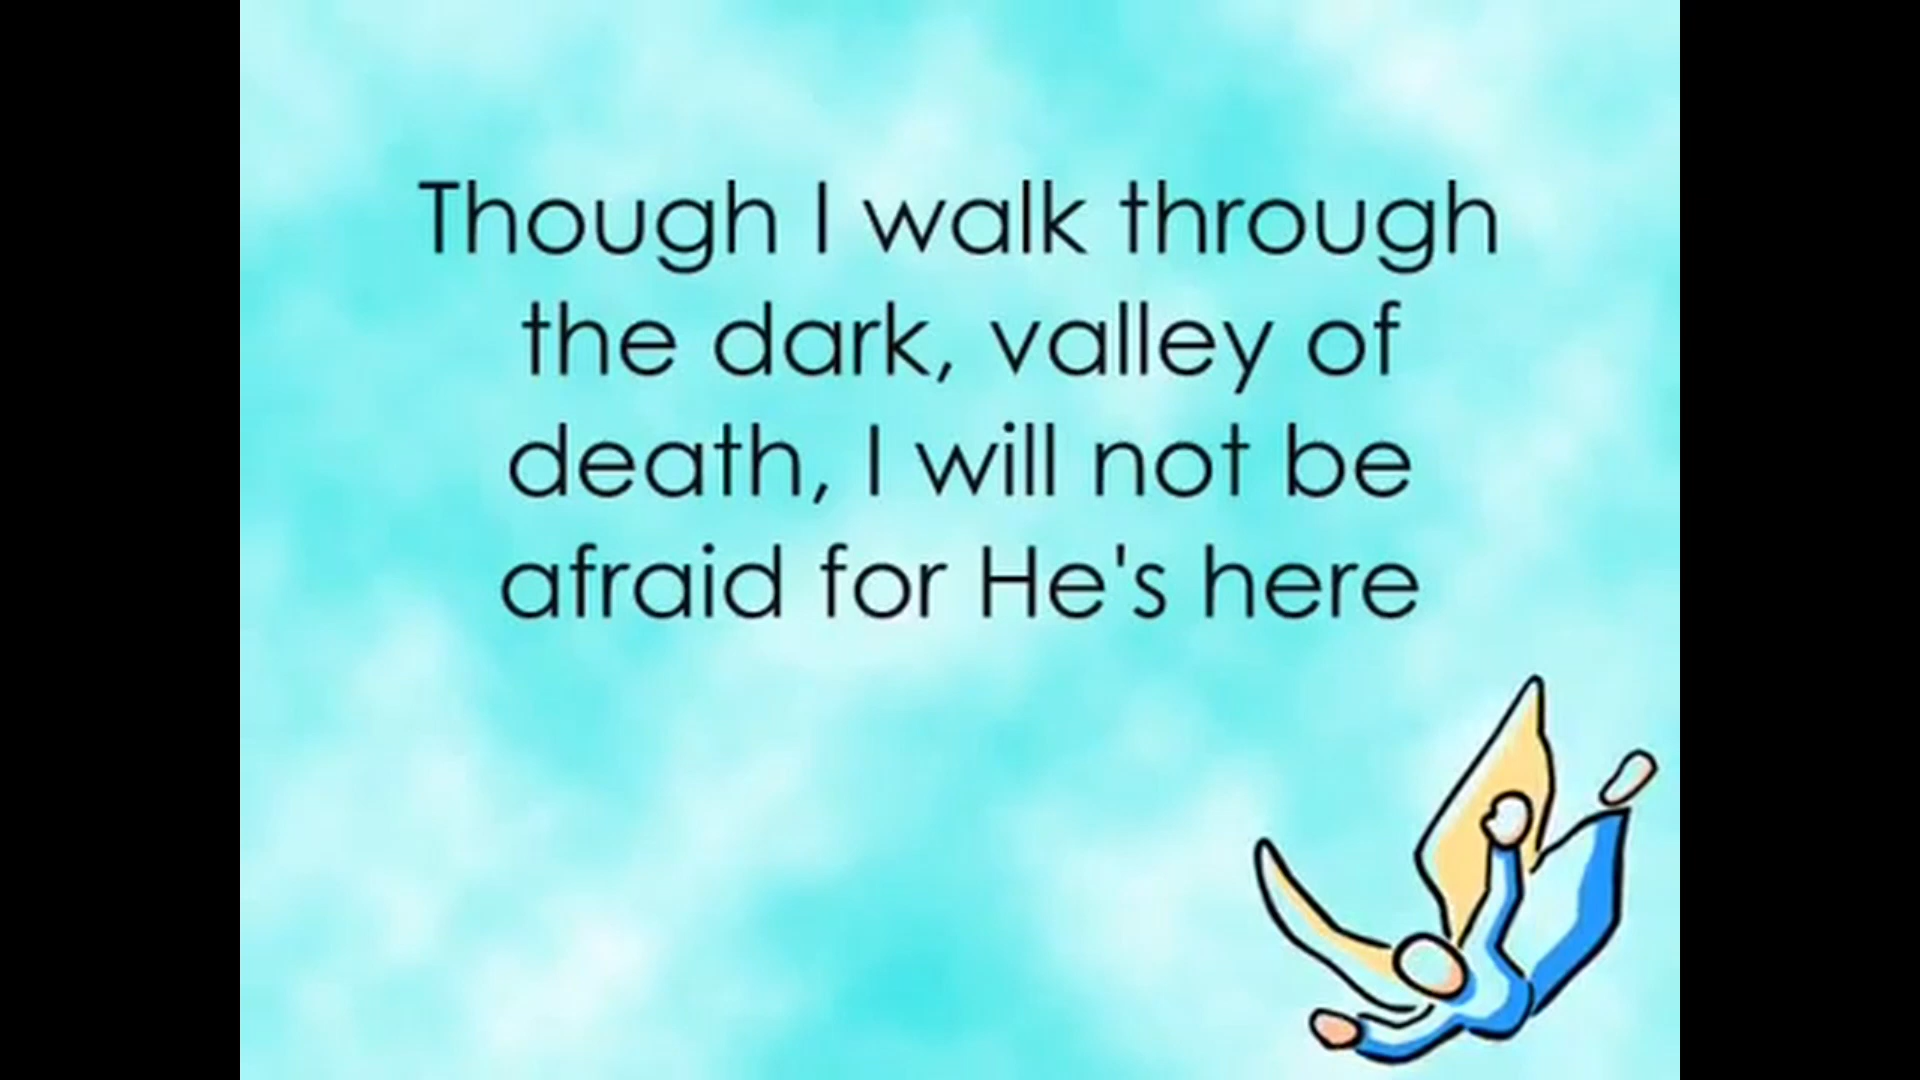 Though I walk through
the dark, valley of
death, I will not be
afraid for He's here